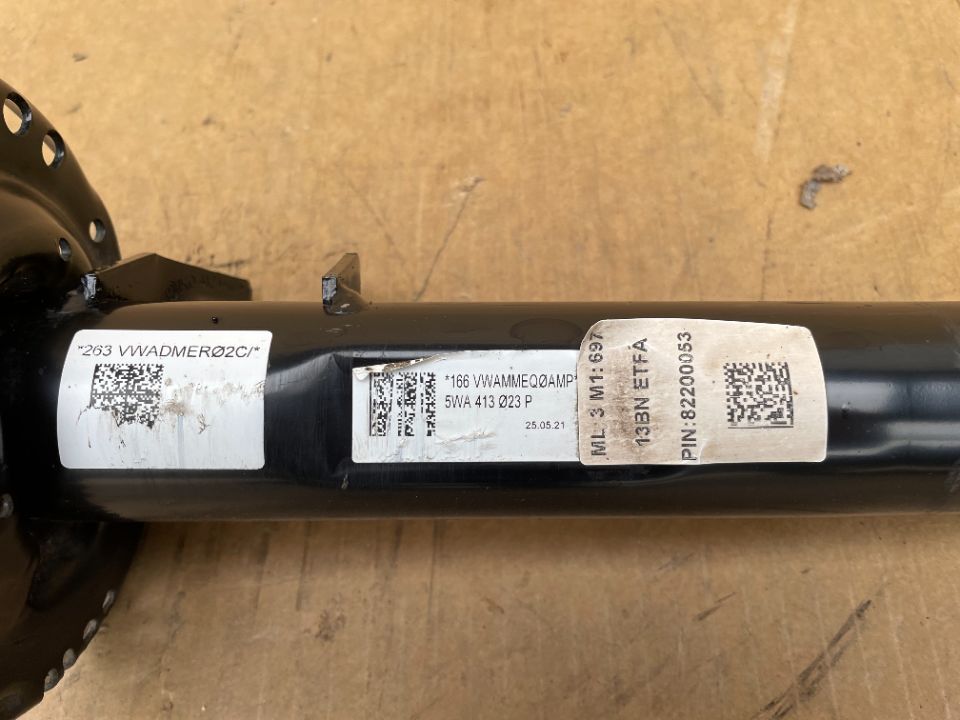 *263 VWADMERØ2C/*
*166 VWAMMEQØAMP*
5WA 413 Ø23 P
25.05.21
ML: 3 M1: 697
13BN ETFA
PIN:82200053